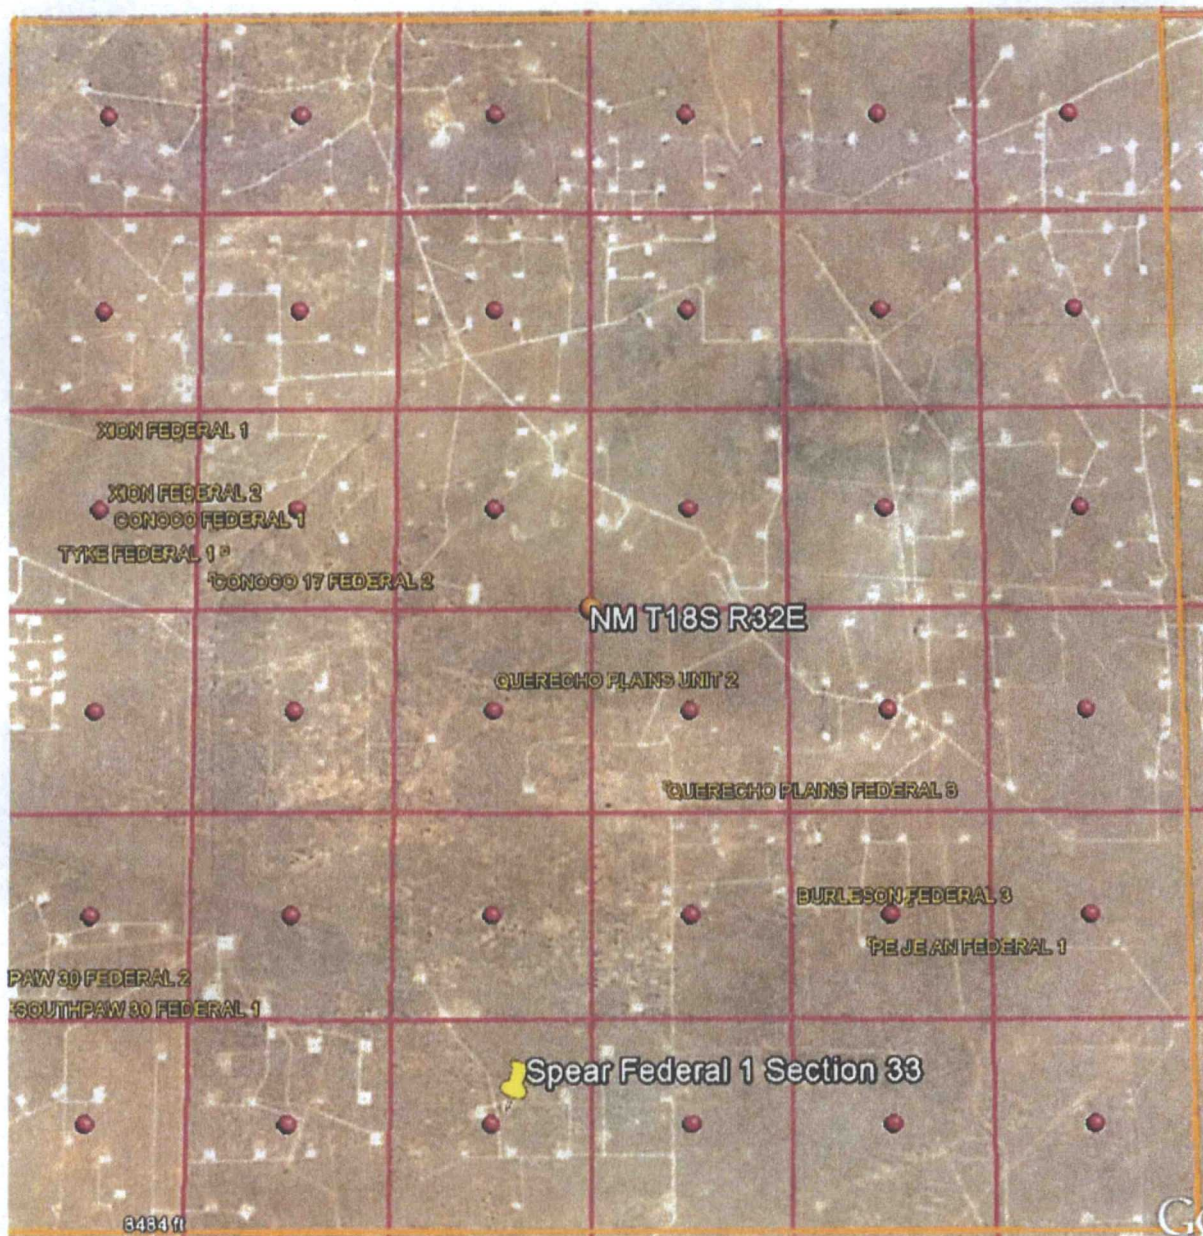 XION FEDERAL 1
XION FEDERAL 2
CONOCO FEDERAL 1
TYKE FEDERAL 1
CONOCO 17 FEDERAL 2
NM T18S R32E
QUERECHO PLAINS UNIT 2
QUERECHO PLAINS FEDERAL 3
BURLESON FEDERAL 3
PE JE AN FEDERAL 1
PAW 30 FEDERAL 2
SOUTHPAW 30 FEDERAL 1
Spear Federal 1 Section 33
8484 ft
Go